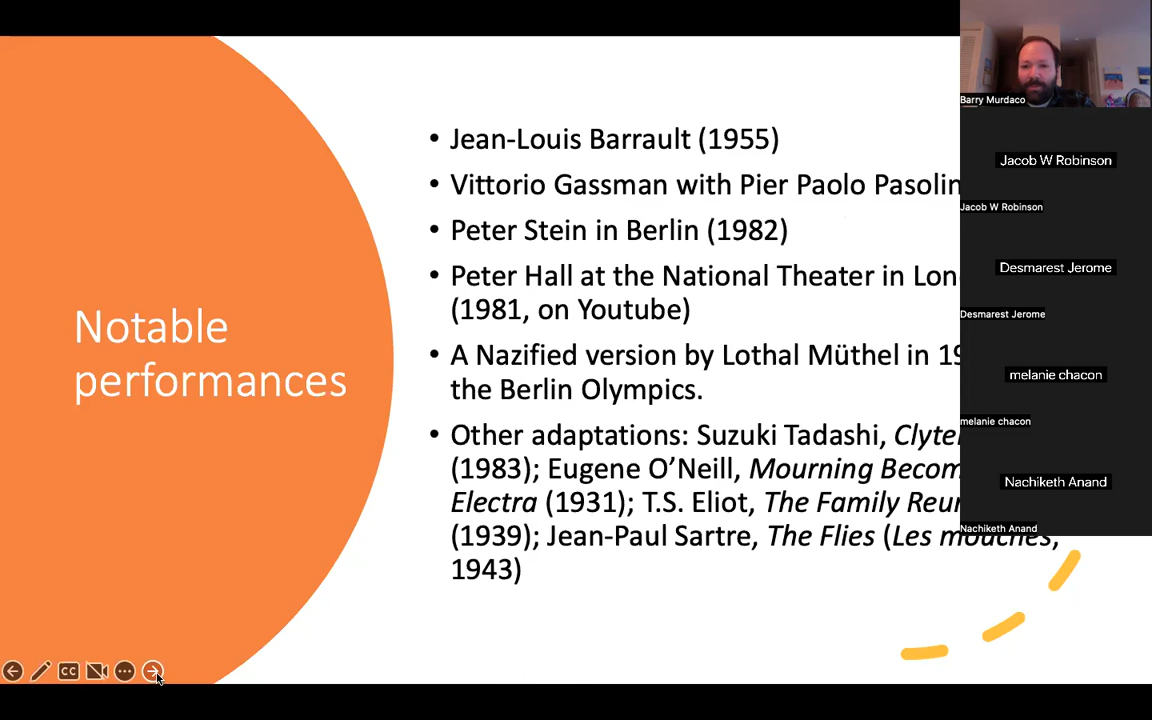 Notable
performances
• Jean-Louis Barrault (1955)
• Vittorio Gassman with Pier Paolo Pasolin
• Peter Stein in Berlin (1982)
• Peter Hall at the National Theater in Lon
(1981, on Youtube)
• A Nazified version by Lothal Müthel in 19
the Berlin Olympics.
• Other adaptations: Suzuki Tadashi, Clyte
(1983); Eugene O’Neill, Mourning Becom
Electra (1931); T.S. Eliot, The Family Reun
(1939); Jean-Paul Sartre, The Flies (Les mouches,
1943)
CC
Barry Murdaco
Jacob W Robinson
Jacob W Robinson
Desmarest Jerome
Desmarest Jerome
melanie chacon
melanie chacon
Nachiketh Anand
Nachiketh Anand